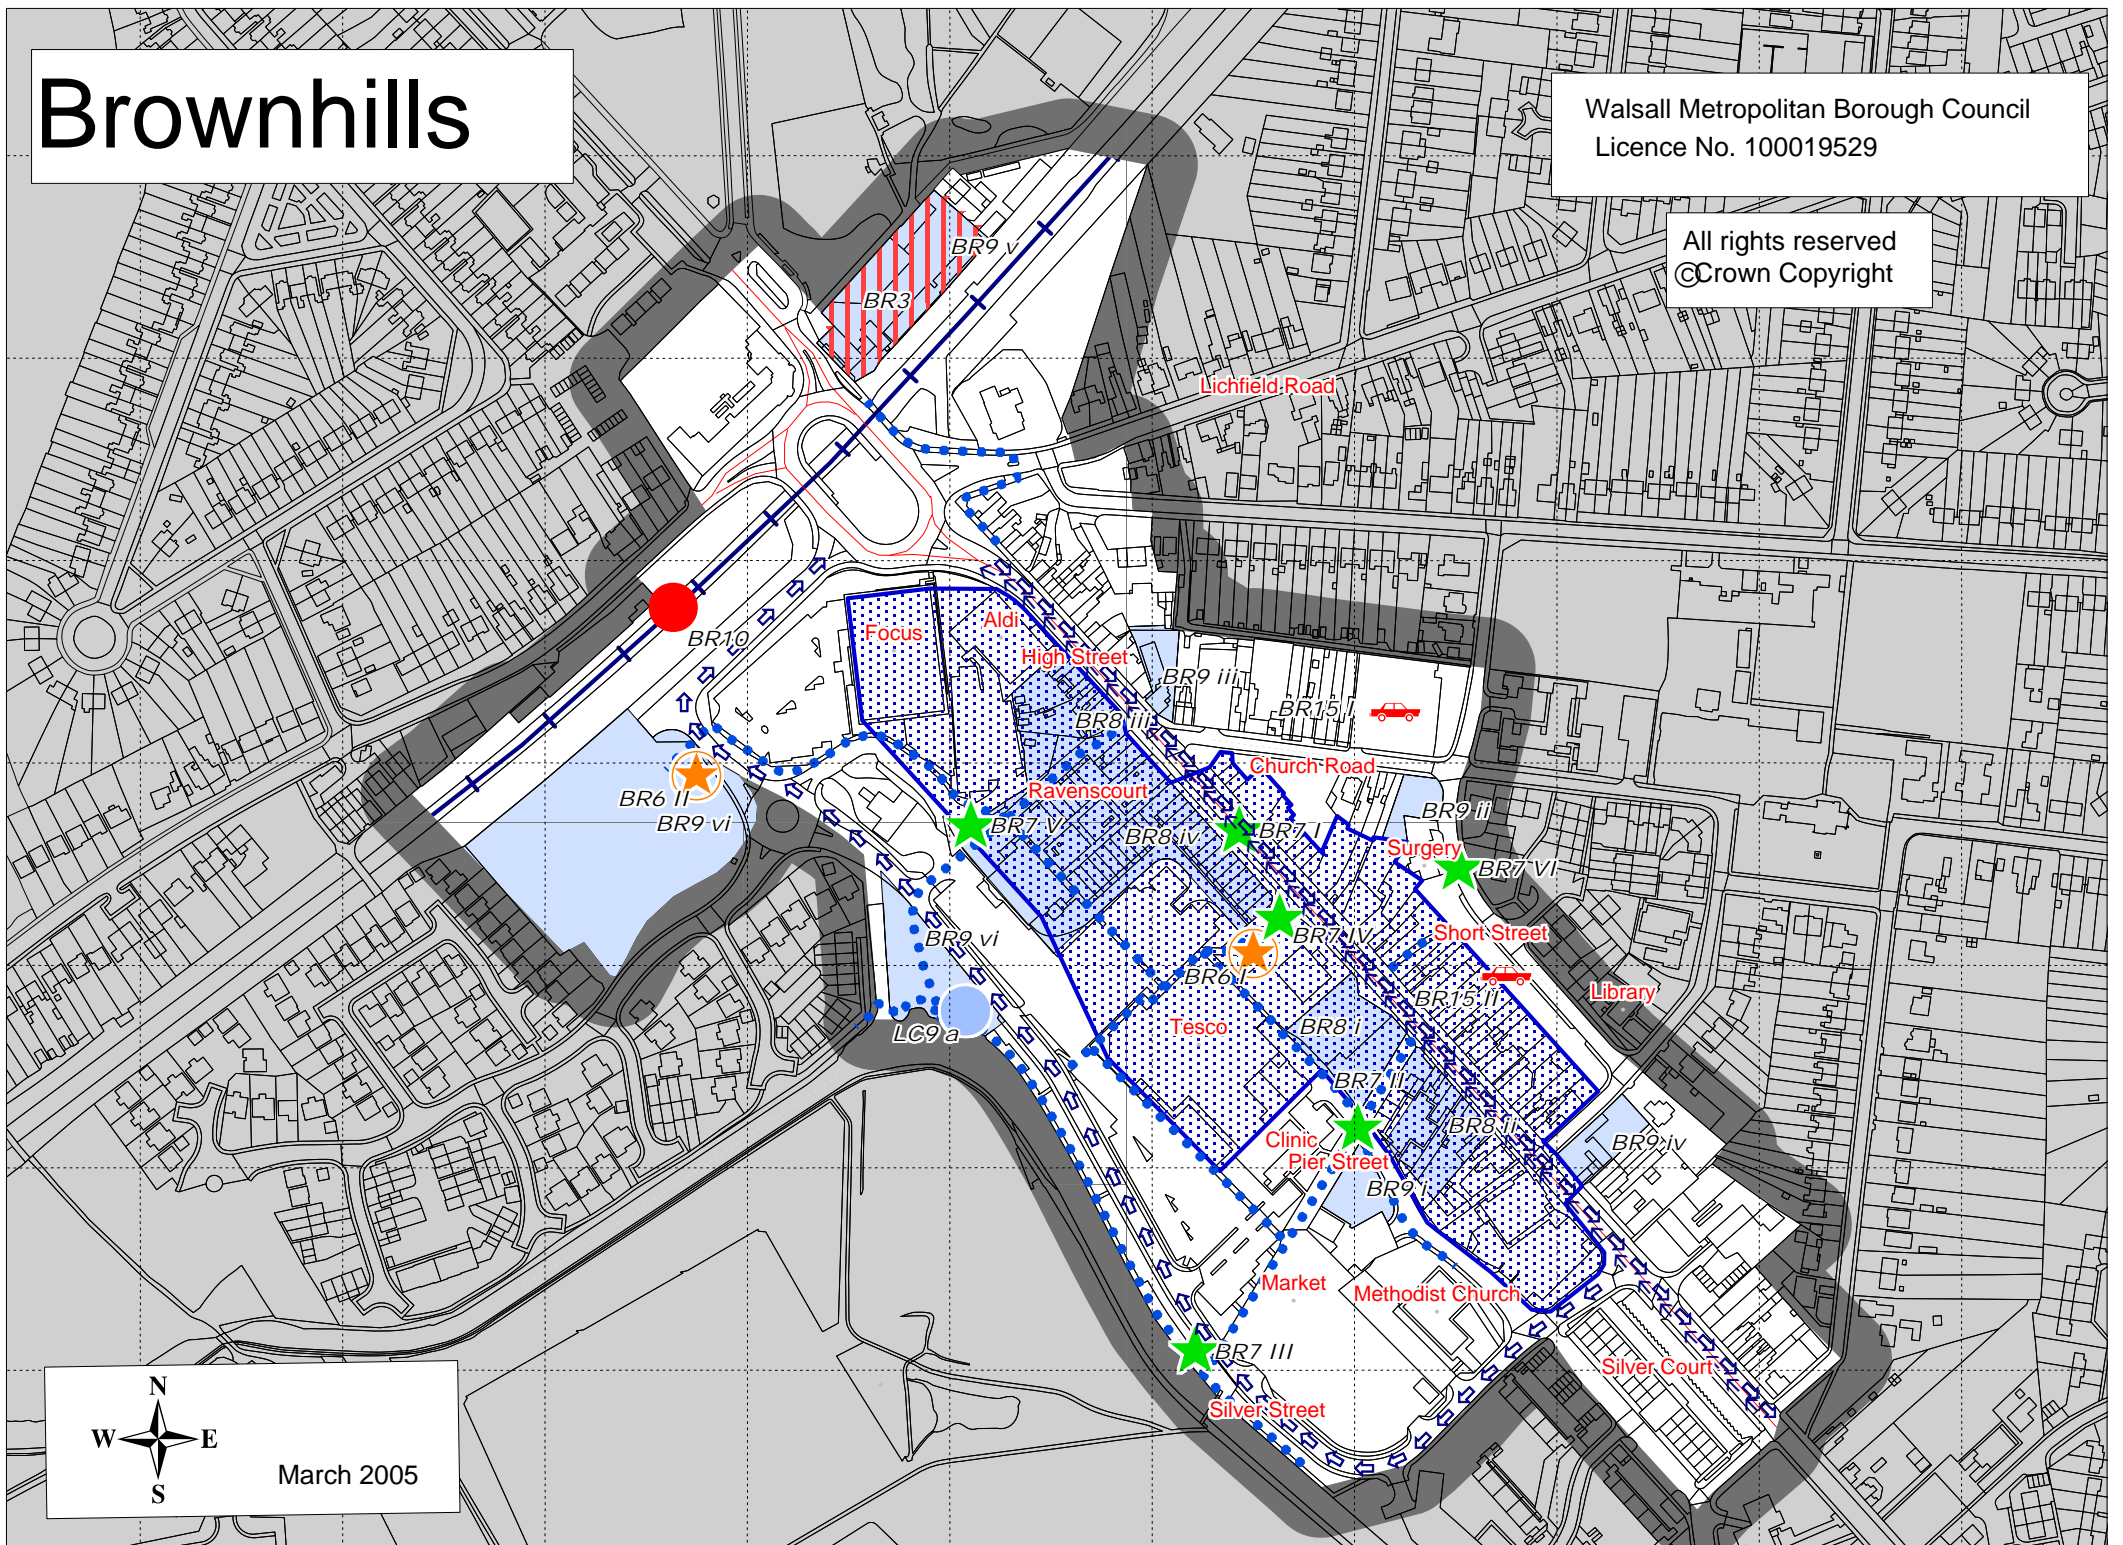 Brownhills
Walsall Metropolitan Borough Council
Licence No. 100019529
All rights reserved
©Crown Copyright
BR9 v
BR3
Lichfield Road
BR10
Focus
Aldi
High Street
BR9 iii
BR15 I
BR8 iii
Church Road
Ravenscourt
BR6 II
BR9 vi
BR7 V
BR8 iv
BR7 I
BR9 ii
Surgery
BR7 VI
BR7 IV
Short Street
BR9 vi
BR6 I
BR15 II
Library
LC9 a
Tesco
BR8 i
BR7 II
Clinic
Pier Street
BR8 ii
BR9 iv
BR9 i
Market
Methodist Church
BR7 III
Silver Court
Silver Street
N
W E
S
March 2005